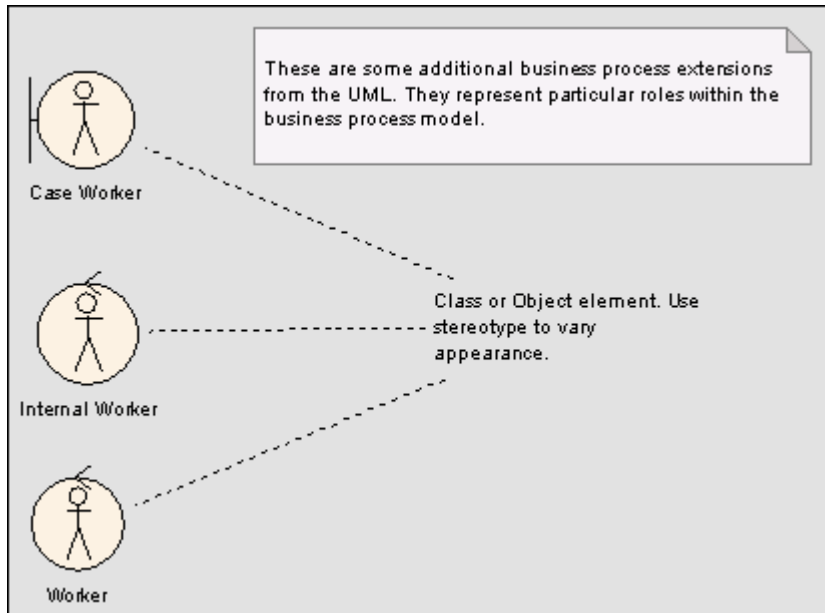 These are some additional business process extensions
from the UML. They represent particular roles within the
business process model.
Case Worker
Class or Object element. Use
stereotype to vary
appearance.
Internal Worker
Worker